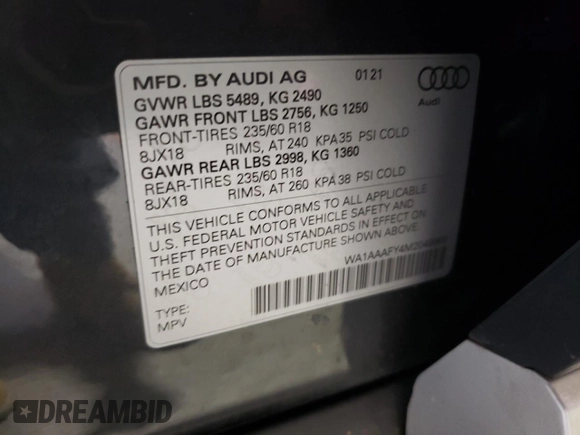 MFD. BY AUDI AG 01 21
Audi
GVWR LBS 5489, KG 2490
GAWR FRONT LBS 2756, KG 1250
FRONT-TIRES 235/60 R18
8JX18 RIMS, AT 240 KPA 35 PSI COLD
GAWR REAR LBS 2998, KG 1360
REAR-TIRES 235/60 R18
8JX18 RIMS, AT 260 KPA 38 PSI COLD
THIS VEHICLE CONFORMS TO ALL APPLICABLE
U.S. FEDERAL MOTOR VEHICLE SAFETY AND
THEFT PREVENTION STANDARDS IN EFFECT ON
THE DATE OF MANUFACTURE SHOWN ABOVE
MEXICO
TYPE:
MPV
DREAMBID